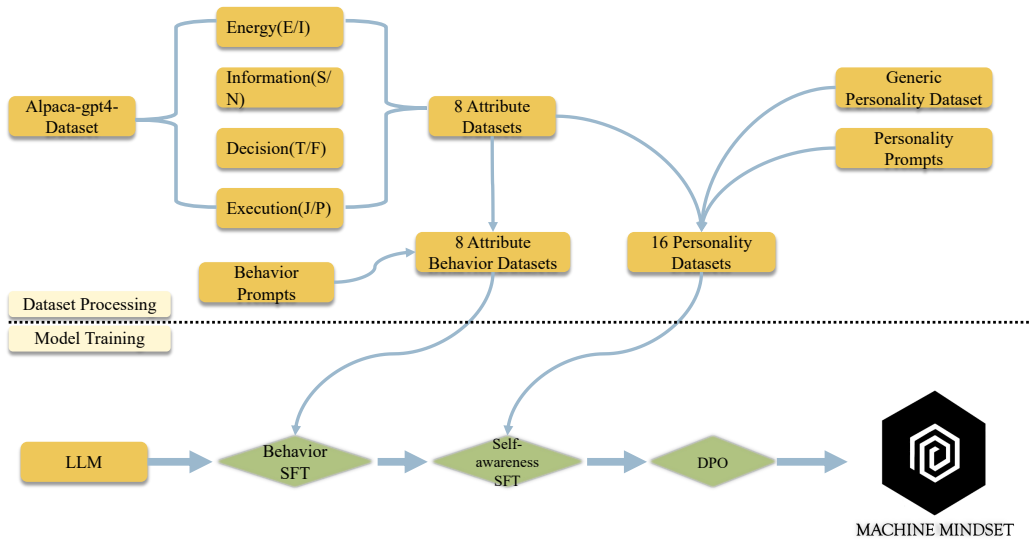 Energy(E/I)
Information(S/
N)
Alpaca-gpt4-
Dataset
Decision(T/F)
Execution(J/P)
8 Attribute
Datasets
Generic
Personality Dataset
Personality
Prompts
8 Attribute
Behavior Datasets
16 Personality
Datasets
Behavior
Prompts
Dataset Processing
Model Training
LLM
Behavior
SFT
Self-
awareness
SFT
DPO
MACHINE MINDSET